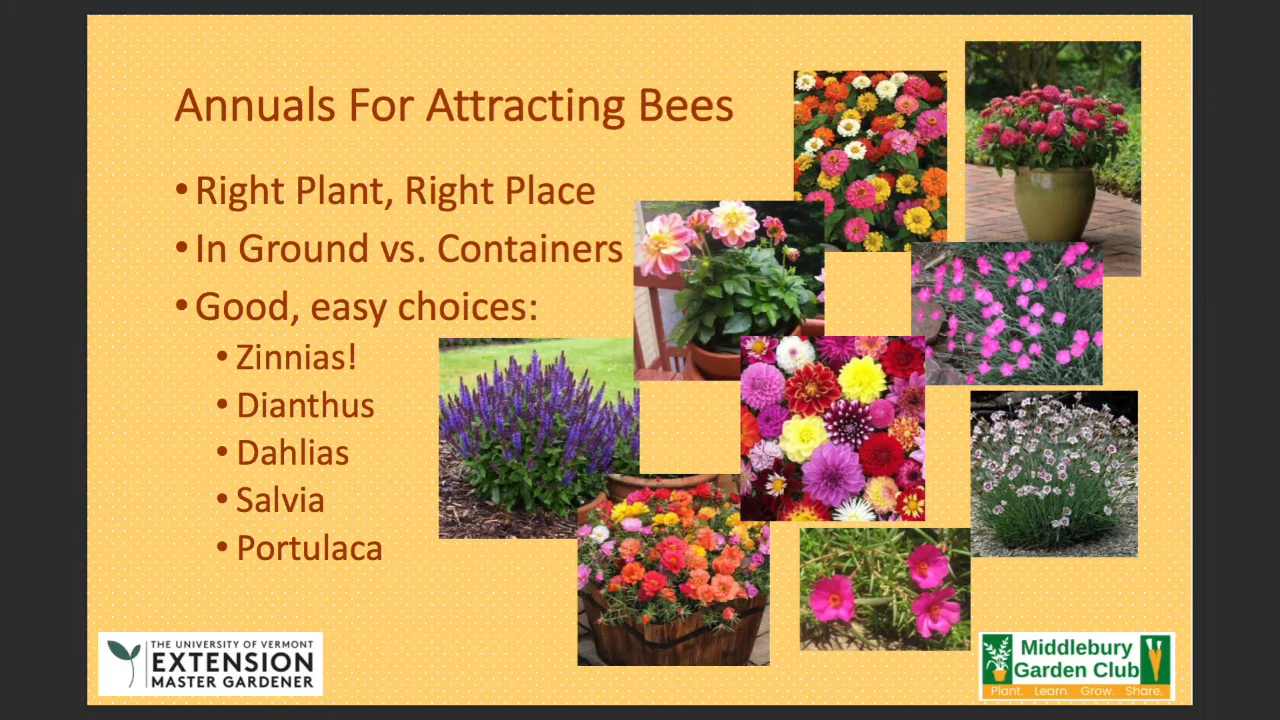 Annuals For Attracting Bees
• Right Plant, Right Place
• In Ground vs. Containers
• Good, easy choices:
• Zinnias!
• Dianthus
• Dahlias
• Salvia
• Portulaca
THE UNIVERSITY OF VERMONT
EXTENSION
MASTER GARDENER
Middlebury
Garden Club
Plant. Learn. Grow. Share.